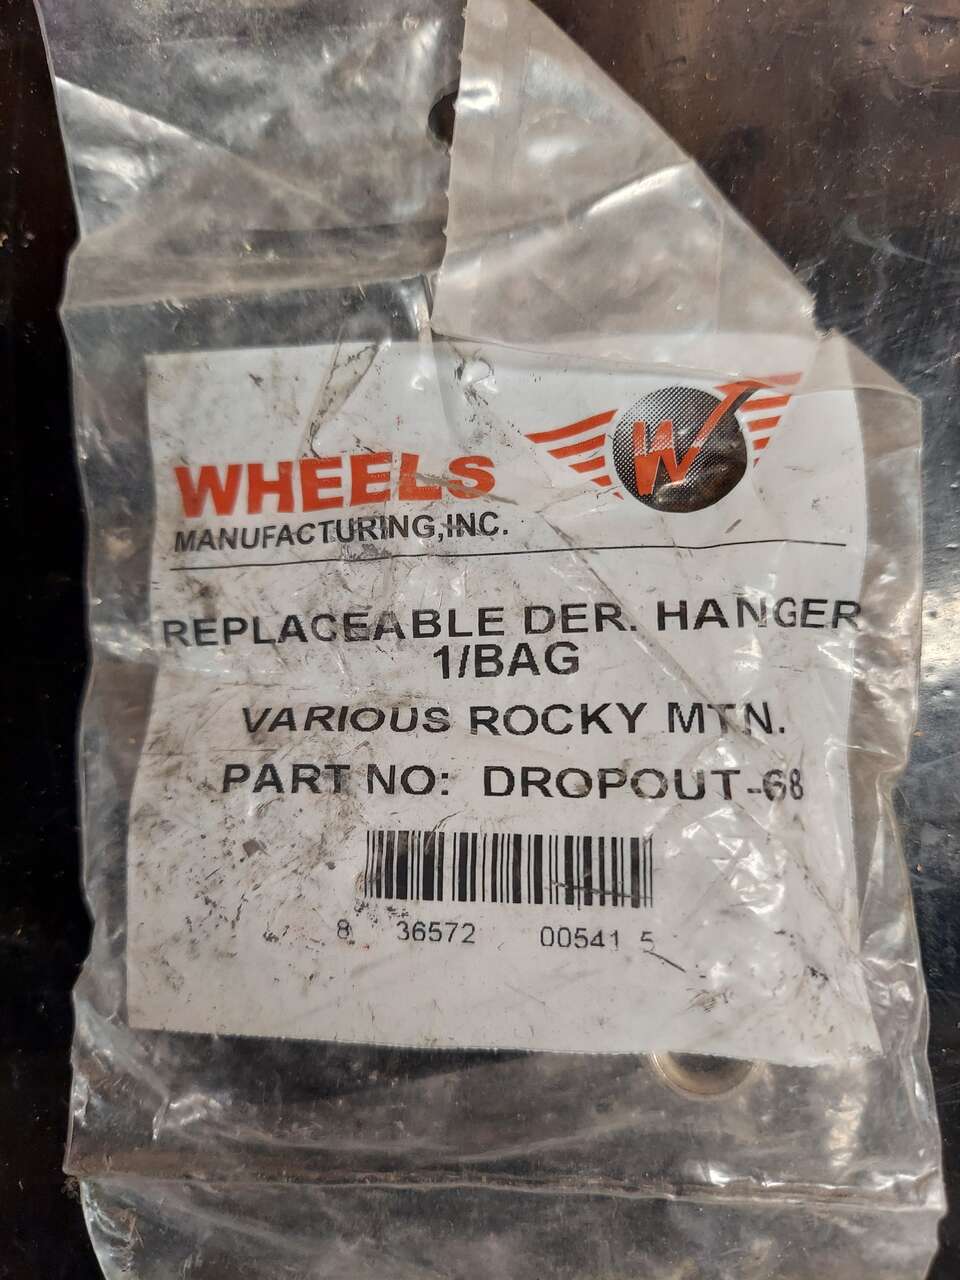 WHEELS
MANUFACTURING,INC.
W
REPLACEABLE DER. HANGER
1/BAG
VARIOUS ROCKY MTN.
PART NO: DROPOUT-68
8 36572 00541 5